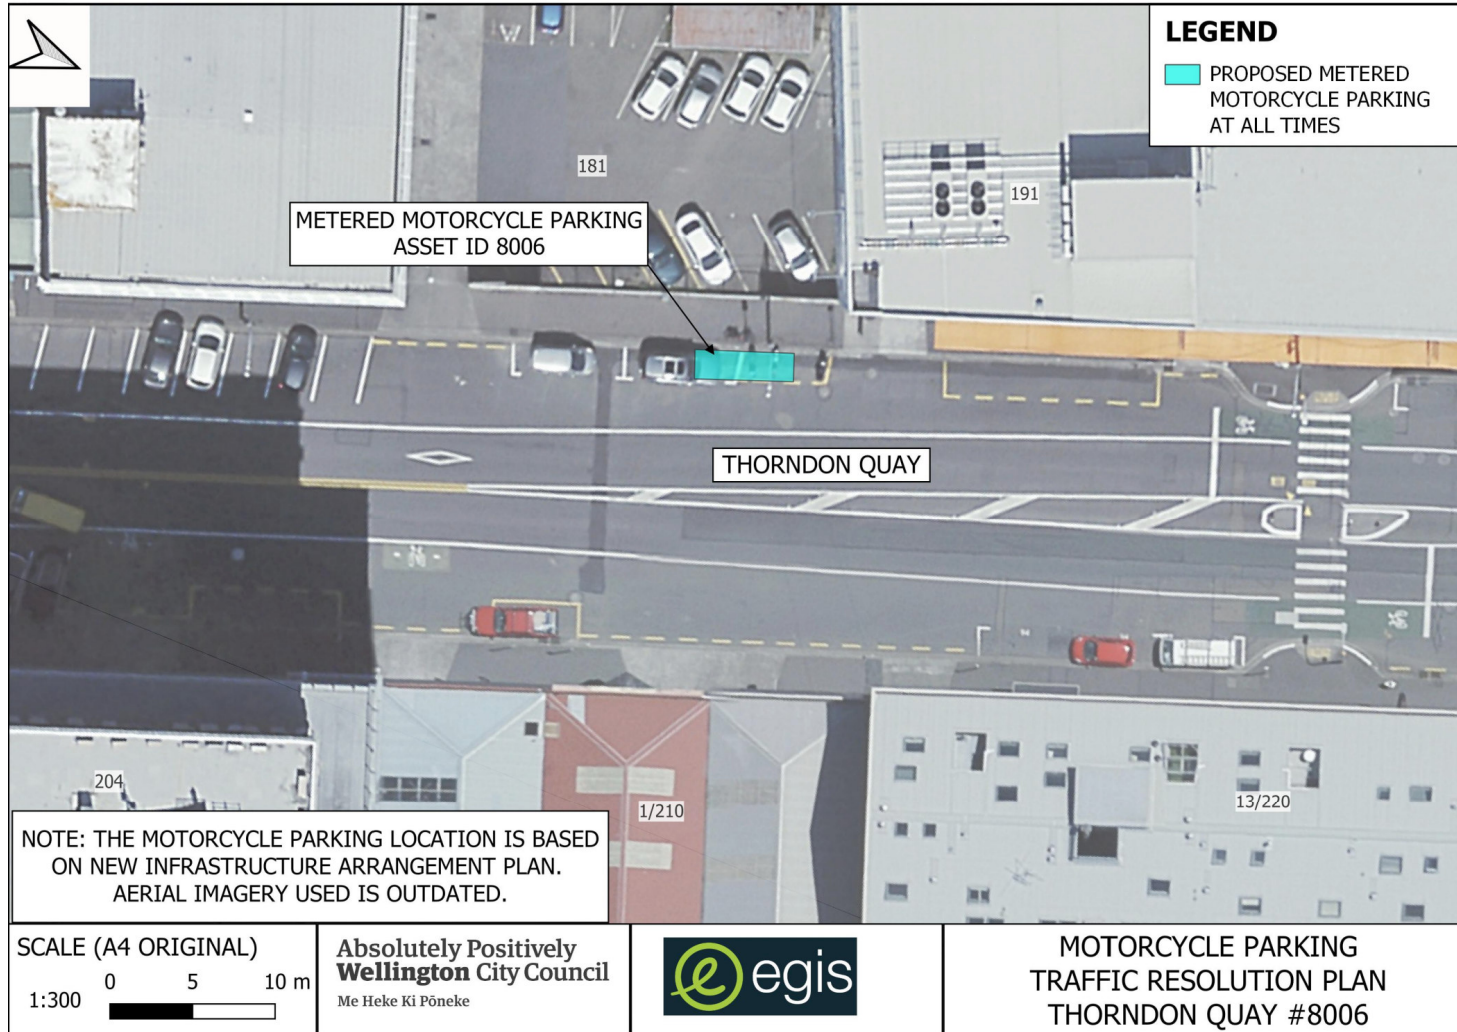 LEGEND
PROPOSED METERED
MOTORCYCLE PARKING
AT ALL TIMES
181
191
METERED MOTORCYCLE PARKING
ASSET ID 8006
THORNDON QUAY
204
1/210
13/220
NOTE: THE MOTORCYCLE PARKING LOCATION IS BASED
ON NEW INFRASTRUCTURE ARRANGEMENT PLAN.
AERIAL IMAGERY USED IS OUTDATED.
SCALE (A4 ORIGINAL)
0 5 10 m
1:300
Absolutely Positively
Wellington City Council
Me Heke Ki Pōneke
e egis
MOTORCYCLE PARKING
TRAFFIC RESOLUTION PLAN
THORNDON QUAY #8006